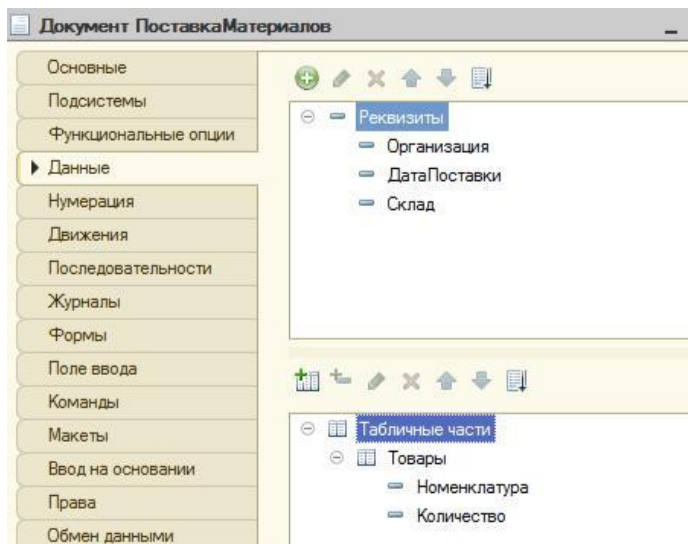 Документ ПоставкаМатериалов
Основные
Подсистемы
Функциональные опции
Данные
Нумерация
Движения
Последовательности
Журналы
Формы
Поле ввода
Команды
Макеты
Ввод на основании
Права
Обмен данными
Реквизиты
Организация
ДатаПоставки
Склад
Табличные части
Товары
Номенклатура
Количество